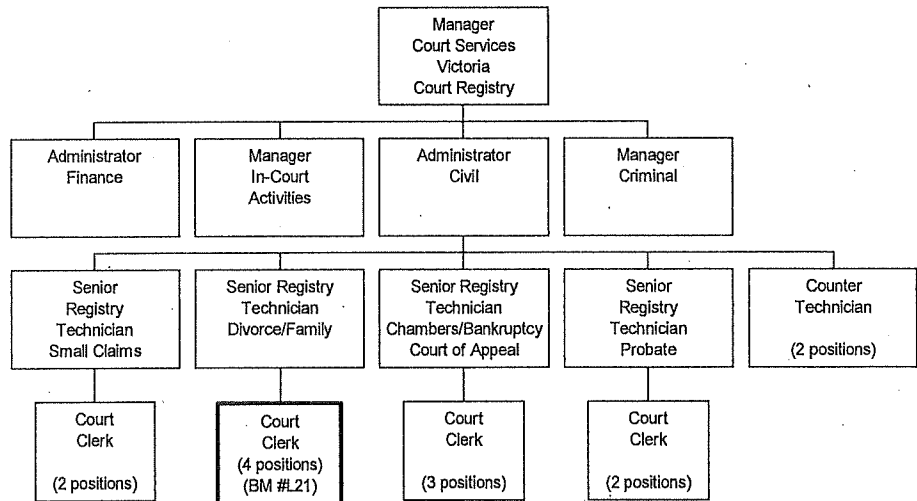 Manager
Court Services
Victoria
Court Registry
Administrator
Finance
Manager
In-Court
Activities
Administrator
Civil
Manager
Criminal
Senior
Registry
Technician
Small Claims
Senior Registry
Technician
Divorce/Family
Senior Registry
Technician
Chambers/Bankruptcy
Court of Appeal
Senior
Registry
Technician
Probate
Counter
Technician
(2 positions)
Court
Clerk
(2 positions)
Court
Clerk
(4 positions)
(BM #L21)
Court
Clerk
(3 positions)
Court
Clerk
(2 positions)